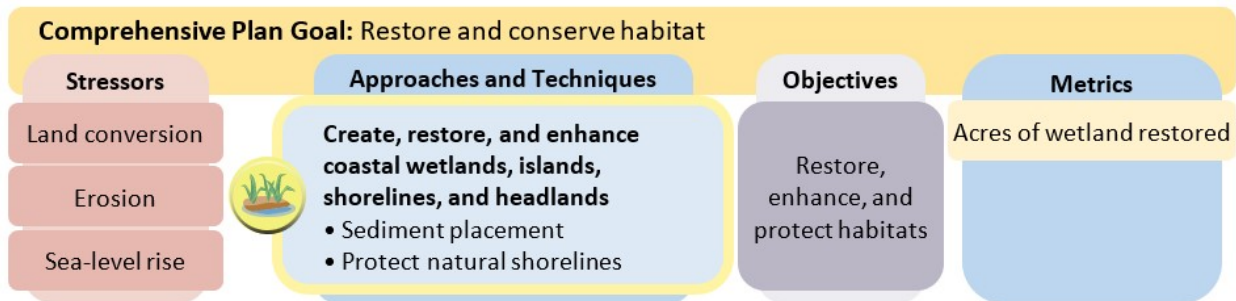 Comprehensive Plan Goal: Restore and conserve habitat
Stressors
Land conversion
Erosion
Sea-level rise
Approaches and Techniques
Create, restore, and enhance
coastal wetlands, islands,
shorelines, and headlands
• Sediment placement
• Protect natural shorelines
Objectives
Restore,
enhance, and
protect habitats
Metrics
Acres of wetland restored